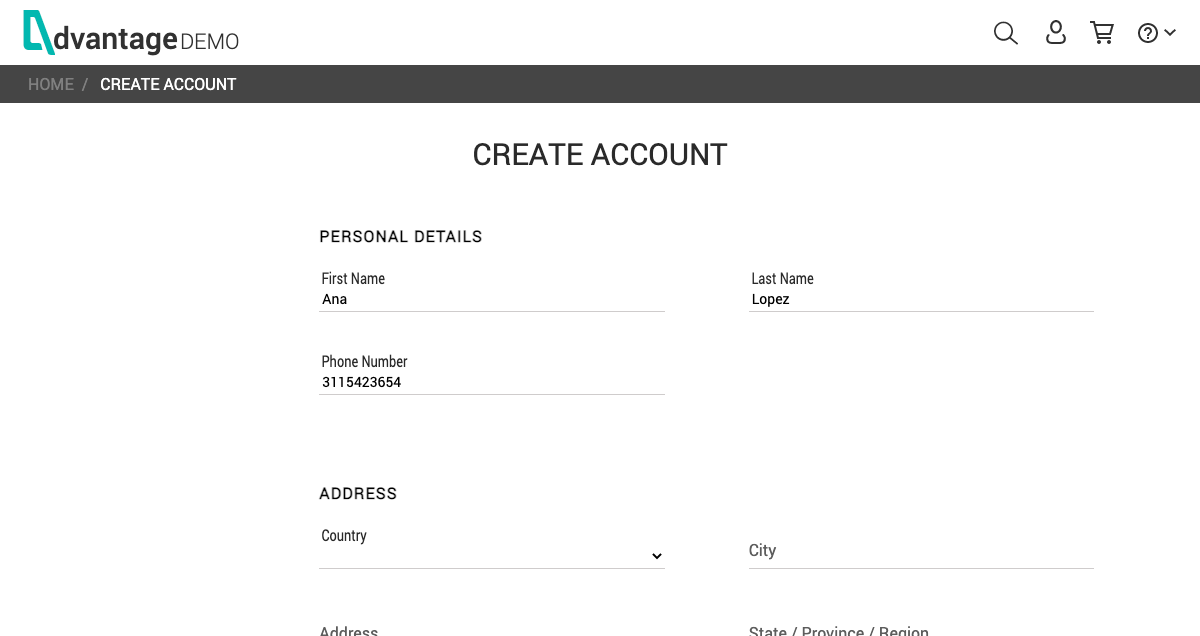 dvantage DEMO
HOME / CREATE ACCOUNT
CREATE ACCOUNT
PERSONAL DETAILS
First Name
Ana
Last Name
Lopez
Phone Number
3115423654
ADDRESS
Country
City
Address
State / Province / Region